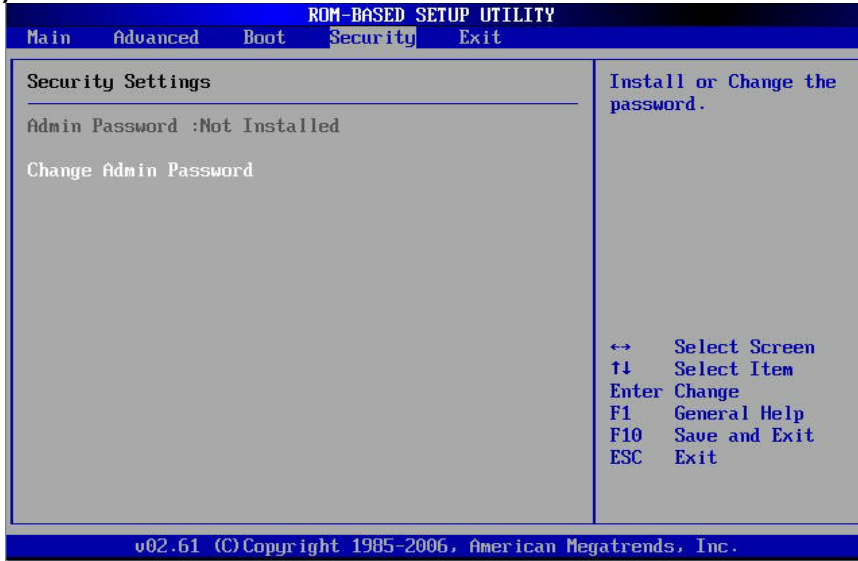 ROM-BASED SETUP UTILITY
Main Advanced Boot Security Exit
Security Settings
Admin Password :Not Installed
Change Admin Password
Install or Change the
password.
↔ Select Screen
↑↓ Select Item
Enter Change
F1 General Help
F10 Save and Exit
ESC Exit
v02.61 (C)Copyright 1985-2006, American Megatrends, Inc.